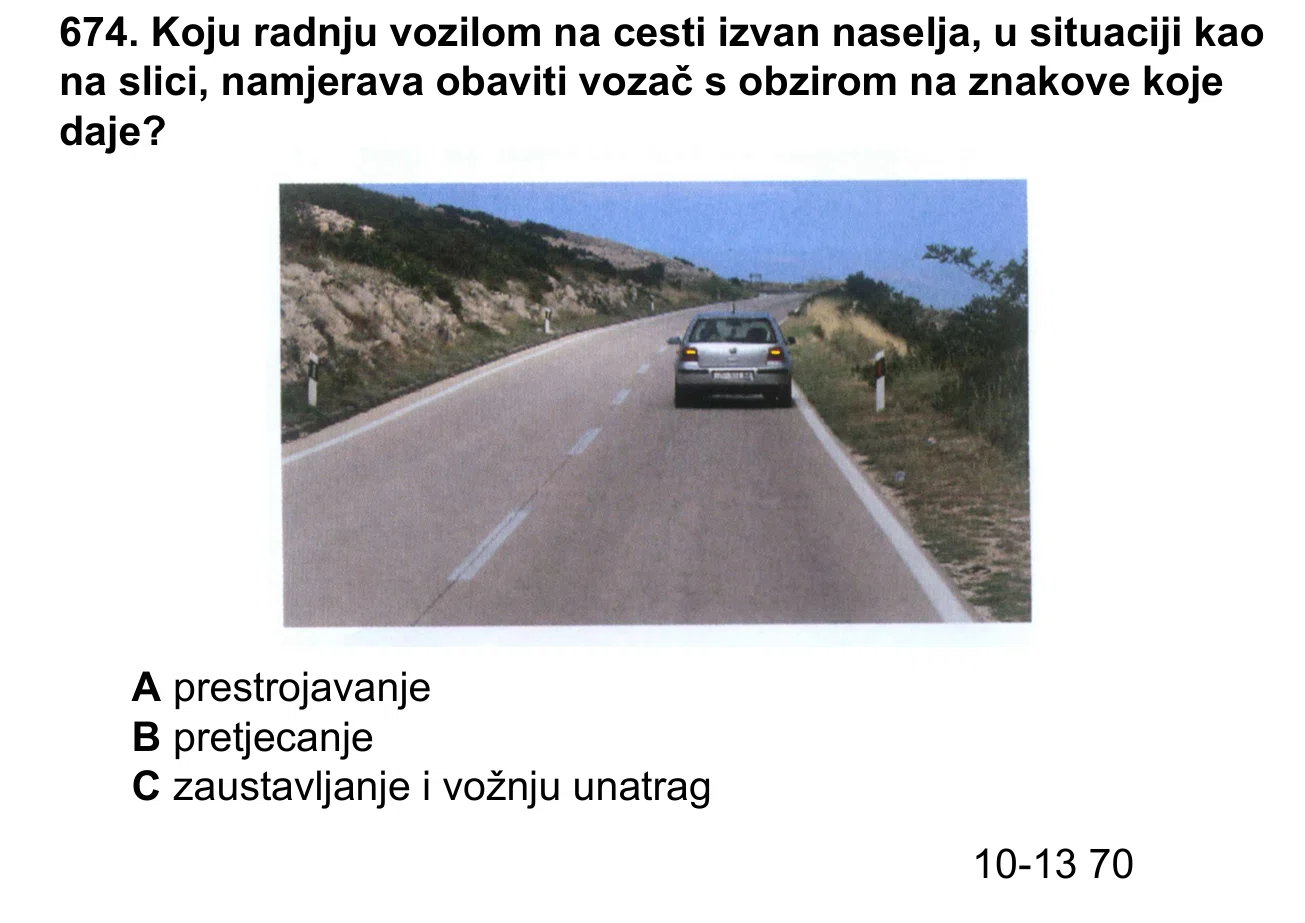 674. Koju radnju vozilom na cesti izvan naselja, u situaciji kao
na slici, namjerava obaviti vozač s obzirom na znakove koje
daje?
A prestrojavanje
B pretjecanje
C zaustavljanje i vožnju unatrag
10-13 70